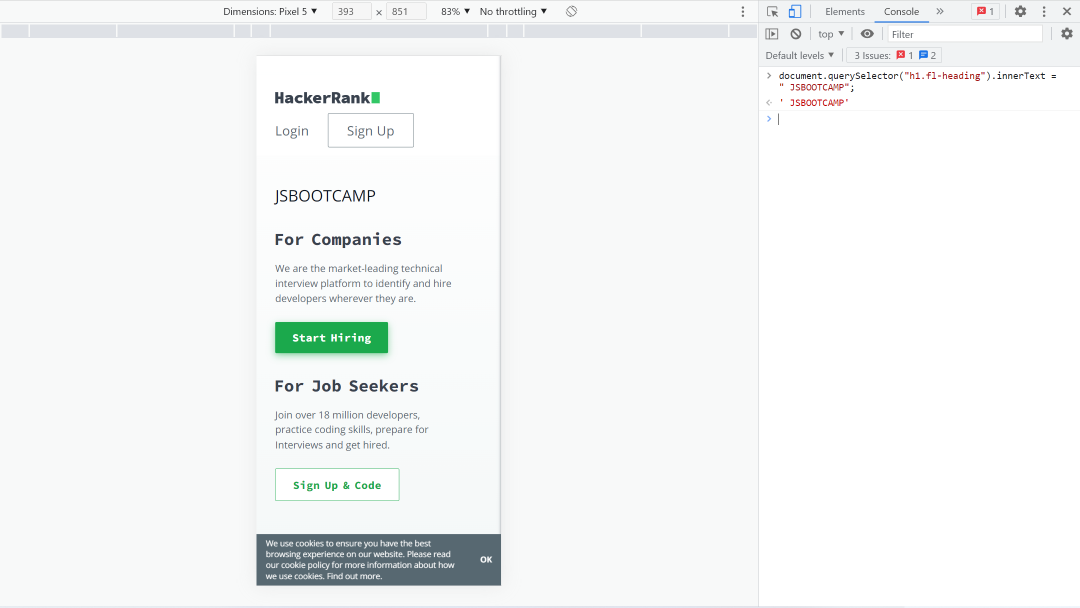 Dimensions: Pixel 5 ▼ 393 × 851 83% ▼ No throttling ▼
Elements Console » 1
top ▼ Filter
Default levels ▼ 3 Issues: 1 2
document.querySelector("h1.fl-heading").innerText =
" JSBOOTCAMP";
' JSBOOTCAMP'
HackerRank
Login Sign Up
JSBOOTCAMP
For Companies
We are the market-leading technical
interview platform to identify and hire
developers wherever they are.
Start Hiring
For Job Seekers
Join over 18 million developers,
practice coding skills, prepare for
Interviews and get hired.
Sign Up & Code
We use cookies to ensure you have the best
browsing experience on our website. Please read
our cookie policy for more information about how
we use cookies. Find out more.
OK